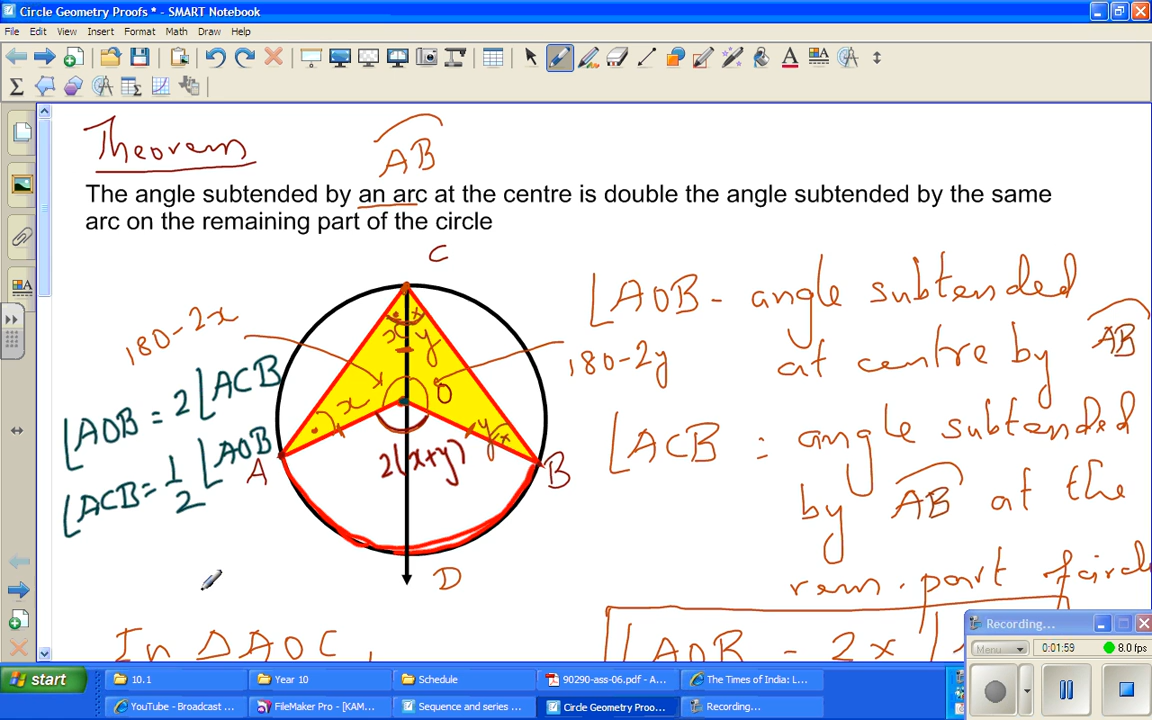 Circle Geometry Proofs * - SMART Notebook
File Edit View Insert Format Math Draw Help
Theorem
AB
The angle subtended by an arc at the centre is double the angle subtended by the same
arc on the remaining part of the circle
C
180-2x
x y
∠AOB - angle subtended
at centre by AB
180-2y
∠AOB = 2∠ACB
∠ACB = 1/2 ∠AOB
x
O
y
A
2(x+y)
B
∠ACB : angle subtended
by AB at the
rem. part of circle
D
In △AOC,
∠AOB - 2x
Recording...
Menu
0:01:59
8.0 fps
start
10.1
Year 10
Schedule
90290-ass-06.pdf - A...
The Times of India: L...
YouTube - Broadcast ...
FileMaker Pro - [KAM...
Sequence and series ...
Circle Geometry Proo...
Recording...